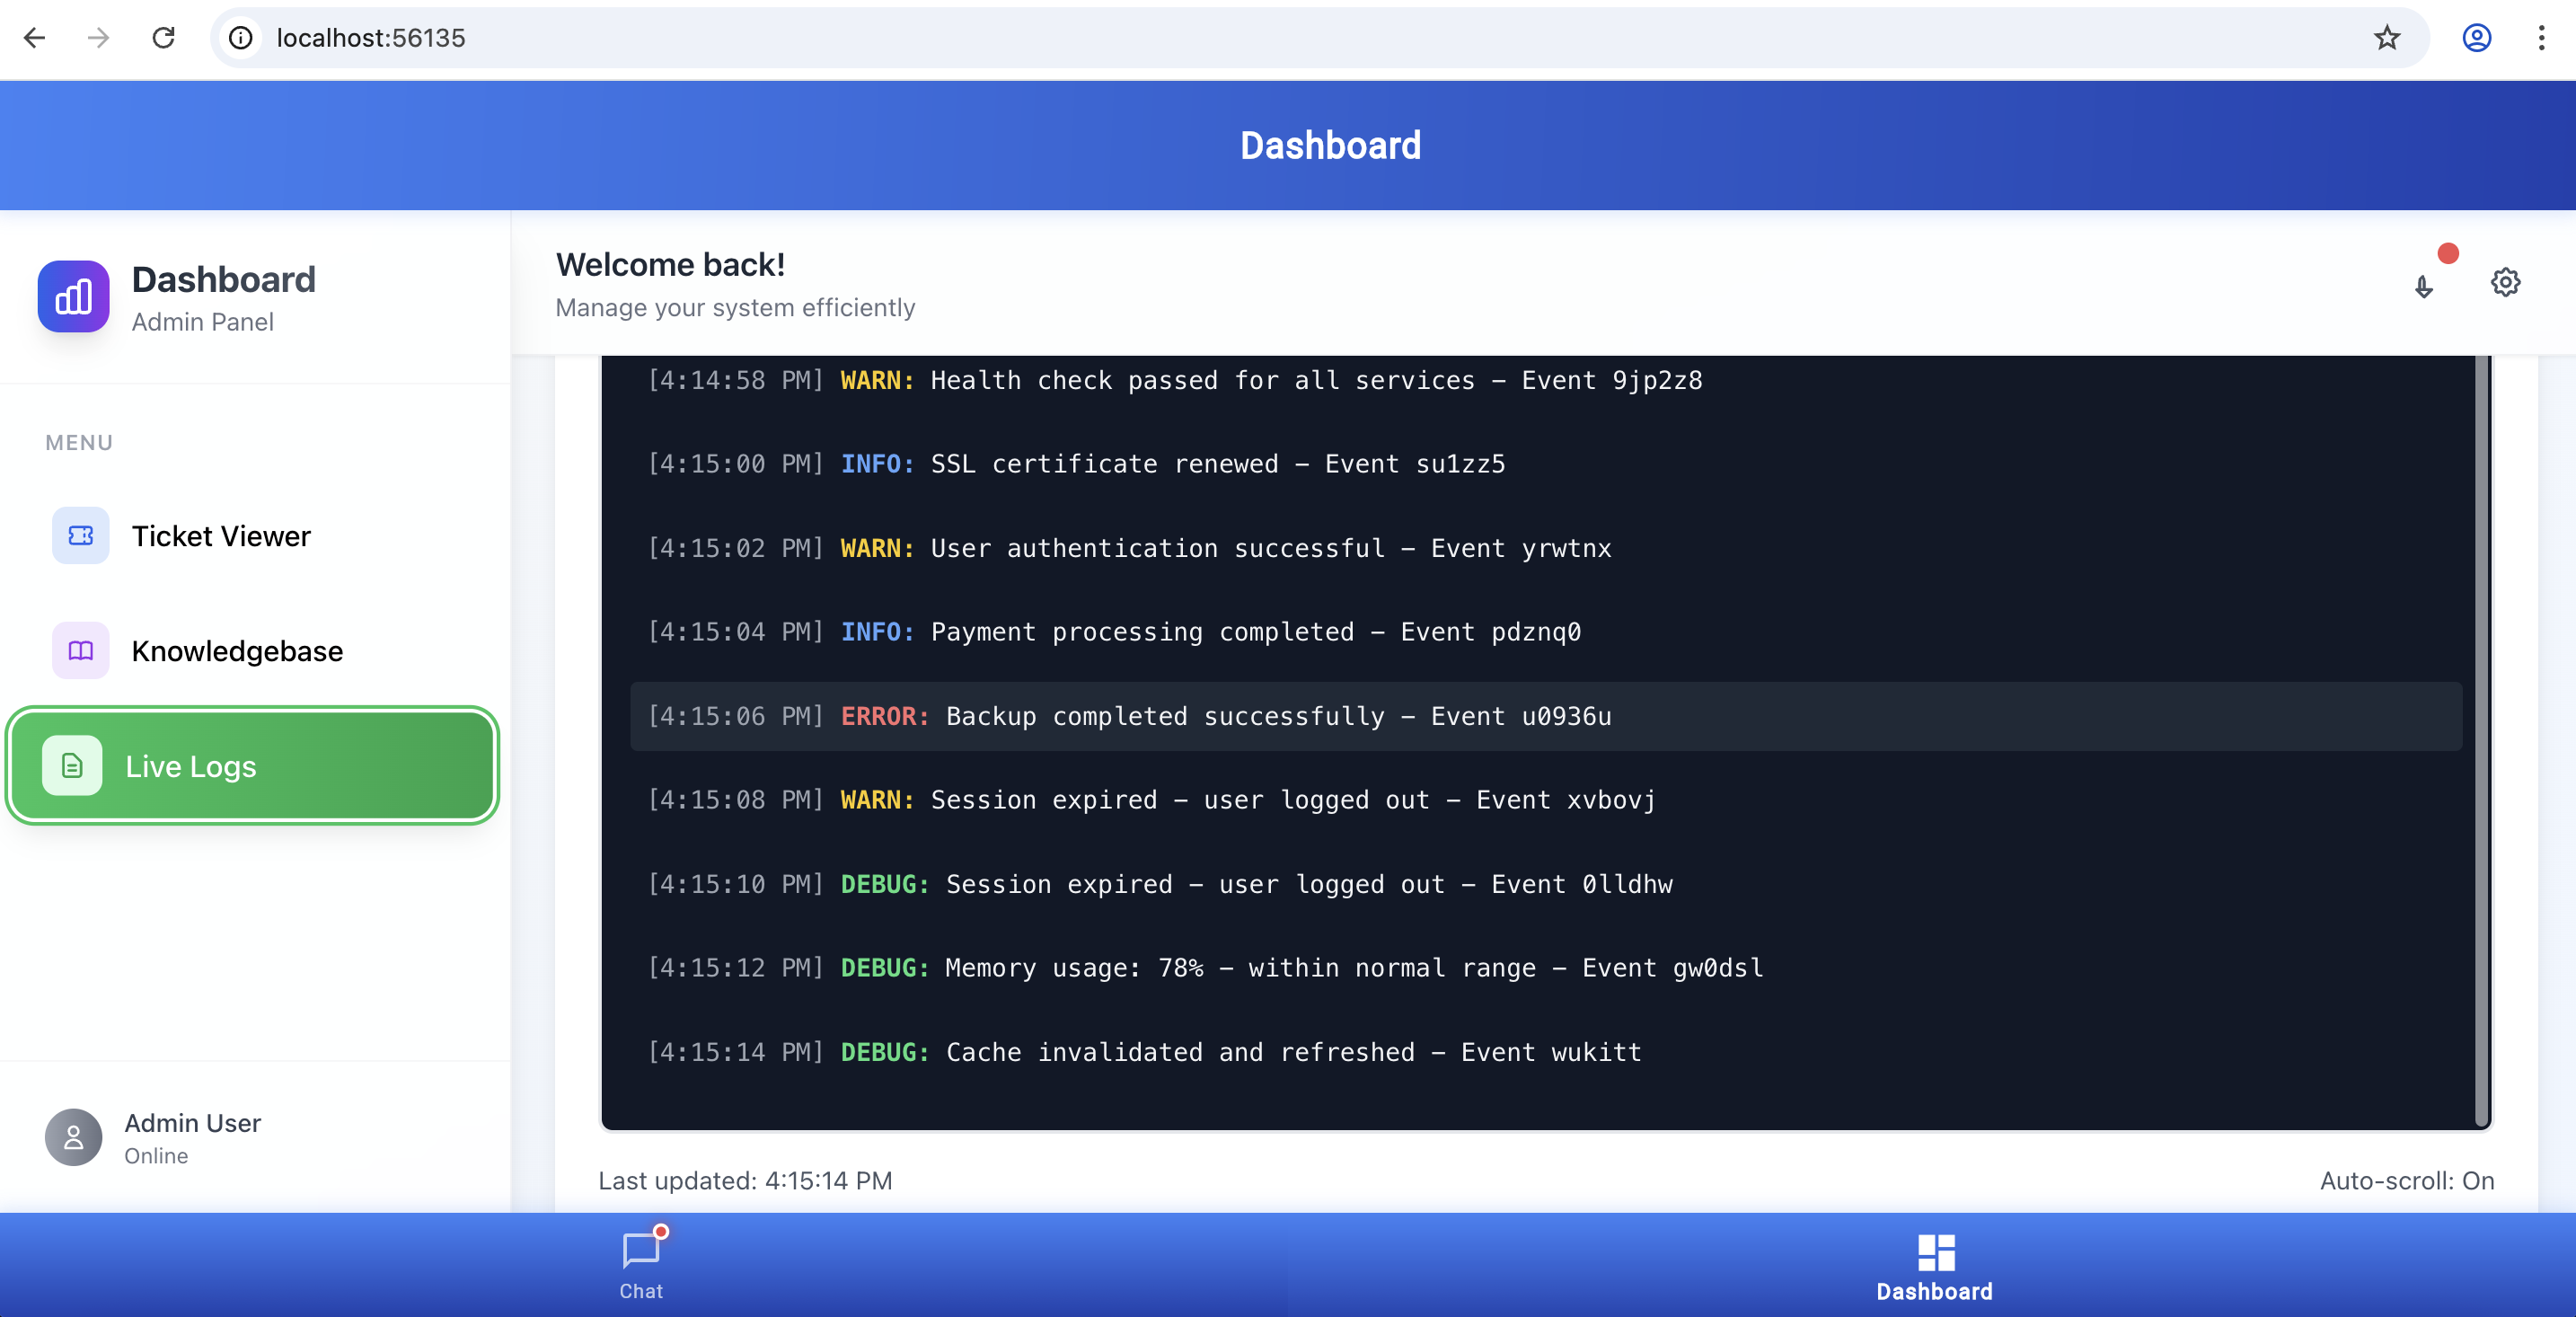 localhost:56135
Dashboard
Dashboard
Admin Panel
MENU
Ticket Viewer
Knowledgebase
Live Logs
Admin User
Online
Welcome back!
Manage your system efficiently
[4:14:58 PM] WARN: Health check passed for all services – Event 9jp2z8
[4:15:00 PM] INFO: SSL certificate renewed – Event su1zz5
[4:15:02 PM] WARN: User authentication successful – Event yrwtnx
[4:15:04 PM] INFO: Payment processing completed – Event pdznq0
[4:15:06 PM] ERROR: Backup completed successfully – Event u0936u
[4:15:08 PM] WARN: Session expired – user logged out – Event xvbovj
[4:15:10 PM] DEBUG: Session expired – user logged out – Event 0lldhw
[4:15:12 PM] DEBUG: Memory usage: 78% – within normal range – Event gw0dsl
[4:15:14 PM] DEBUG: Cache invalidated and refreshed – Event wukitt
Last updated: 4:15:14 PM
Auto-scroll: On
Chat
Dashboard